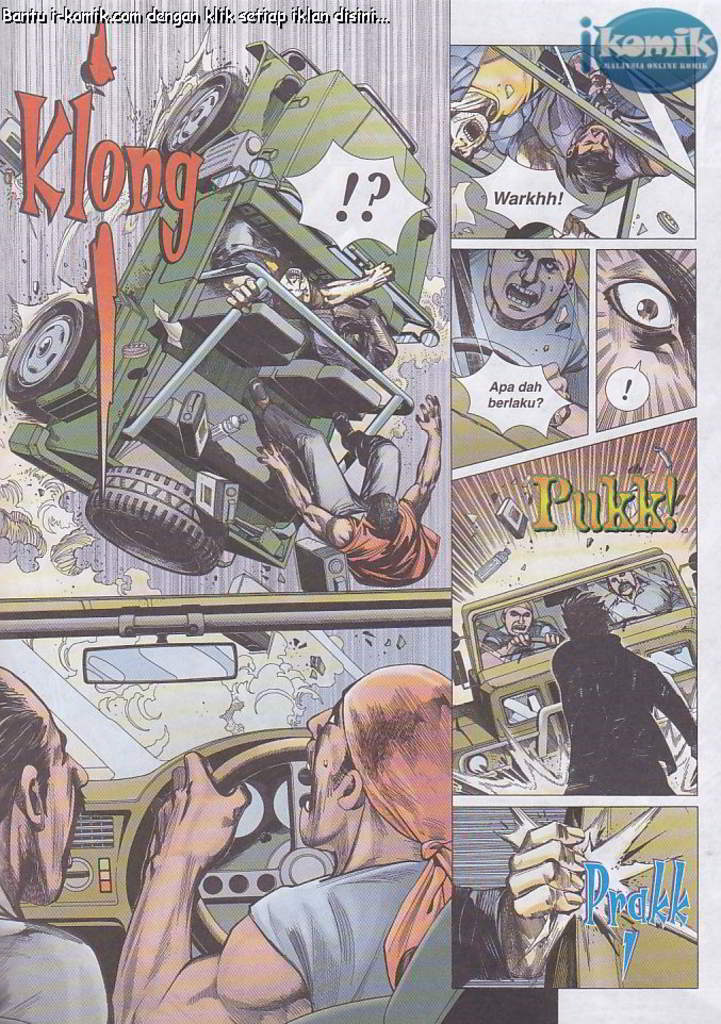 Bantu i-komik.com dengan klik setiap iklan disini...
ikomik
MALAYSIA ONLINE KOMIK
Klong!
!?
Warkhh!
Apa dah
berlaku?
!
Pukk!
Prakk!